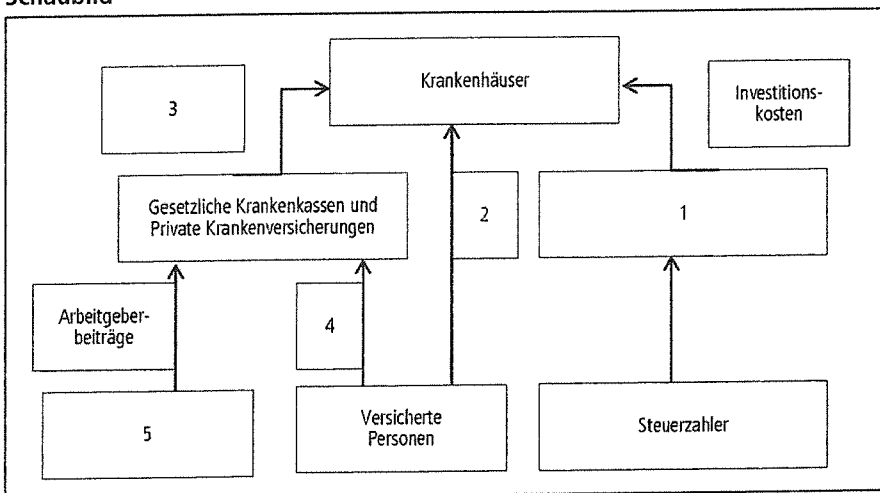 Schaubild
Krankenhäuser
3
Investitions-
kosten
Gesetzliche Krankenkassen und
Private Krankenversicherungen
2
1
Arbeitgeber-
beiträge
4
5
Versicherte
Personen
Steuerzahler